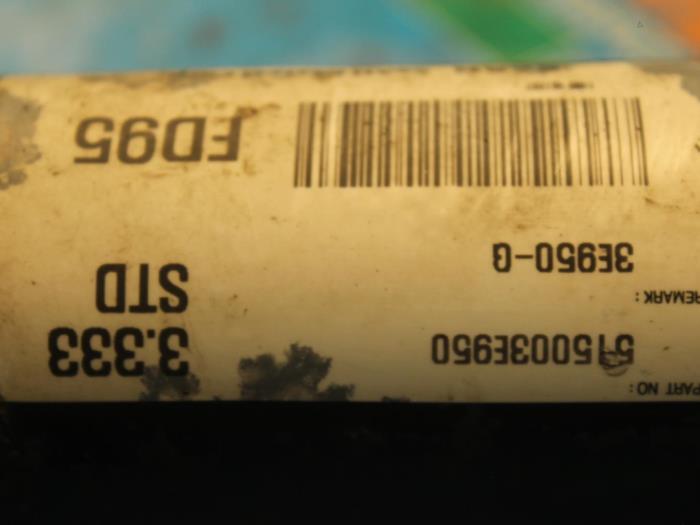 PART NO :
515003E950
3.333
REMARK :
STD
3E950-G
FD95